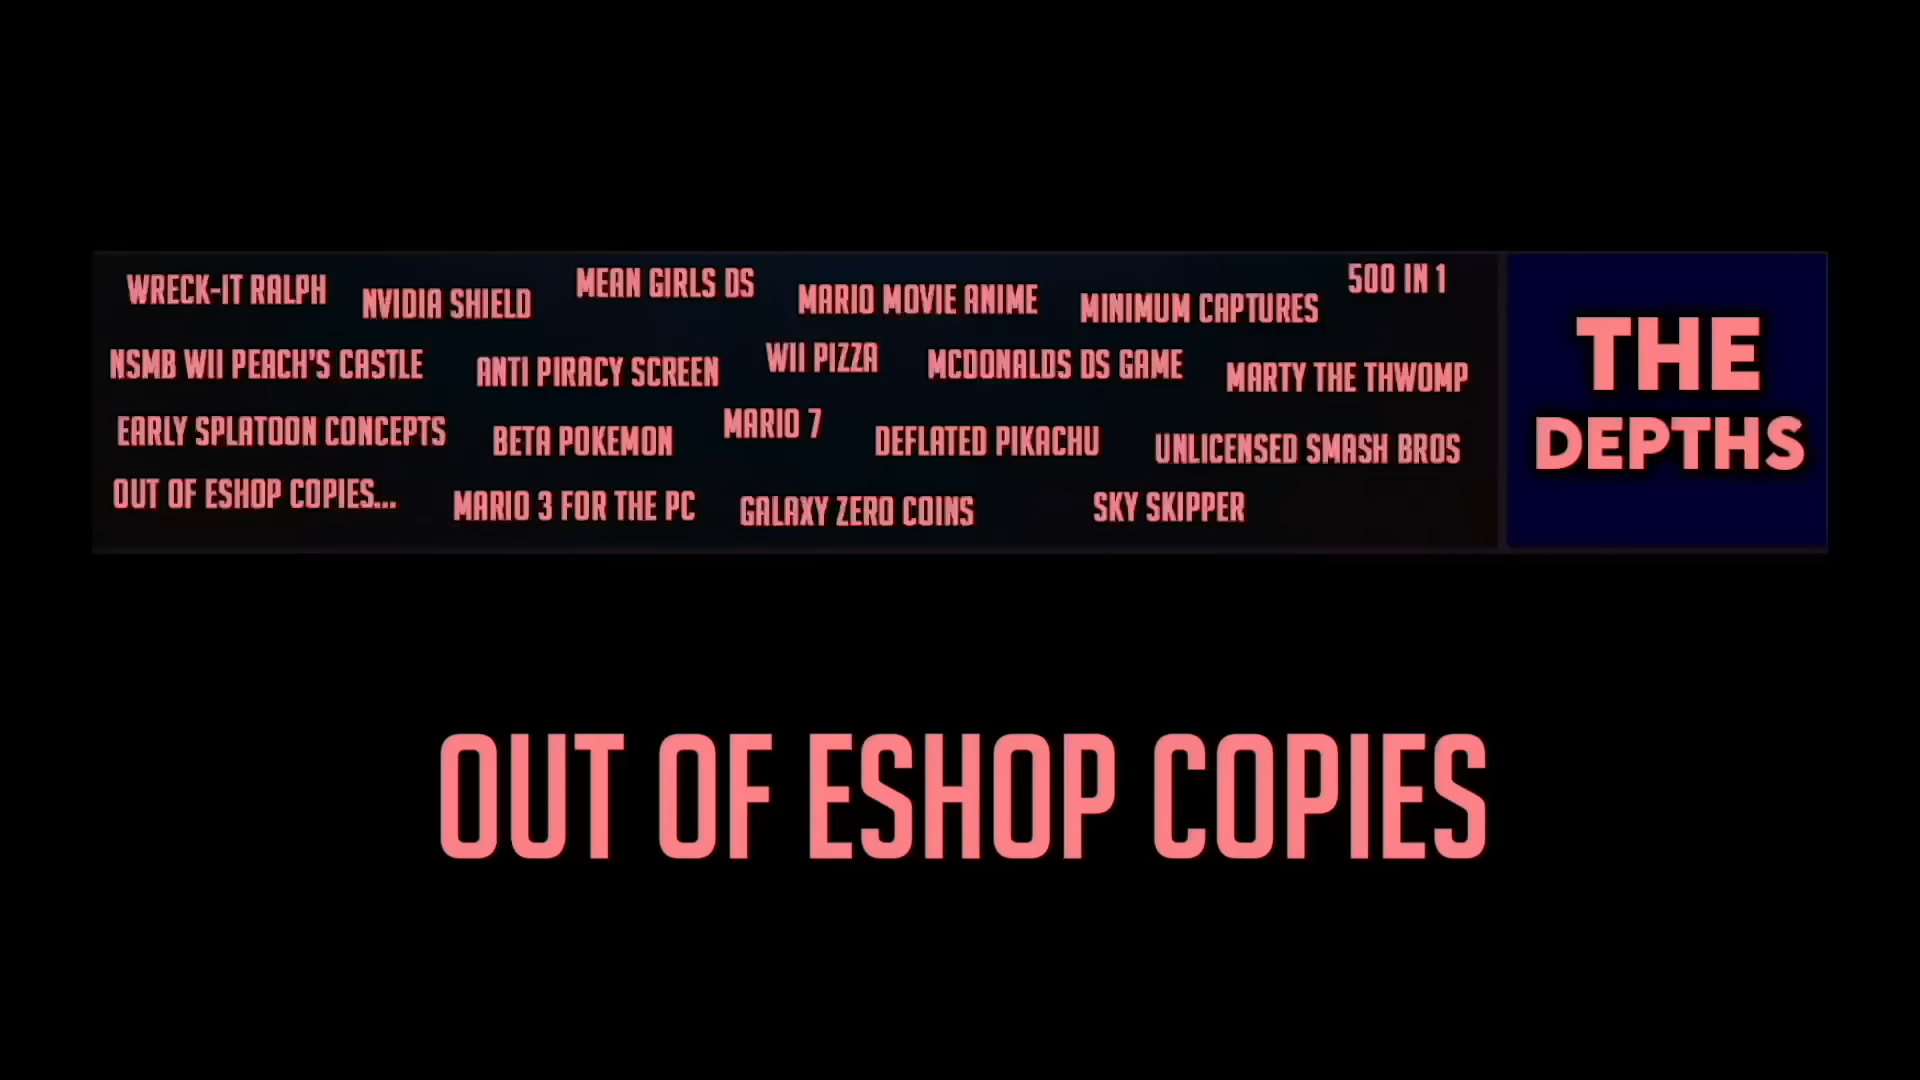 WRECK-IT RALPH
NVIDIA SHIELD
MEAN GIRLS DS
MARIO MOVIE ANIME
MINIMUM CAPTURES
500 IN 1
NSMB WII PEACH'S CASTLE
ANTI PIRACY SCREEN
WII PIZZA
MCDONALDS DS GAME
MARTY THE THWOMP
EARLY SPLATOON CONCEPTS
BETA POKEMON
MARIO 7
DEFLATED PIKACHU
UNLICENSED SMASH BROS
OUT OF ESHOP COPIES...
MARIO 3 FOR THE PC
GALAXY ZERO COINS
SKY SKIPPER
THE
DEPTHS
OUT OF ESHOP COPIES